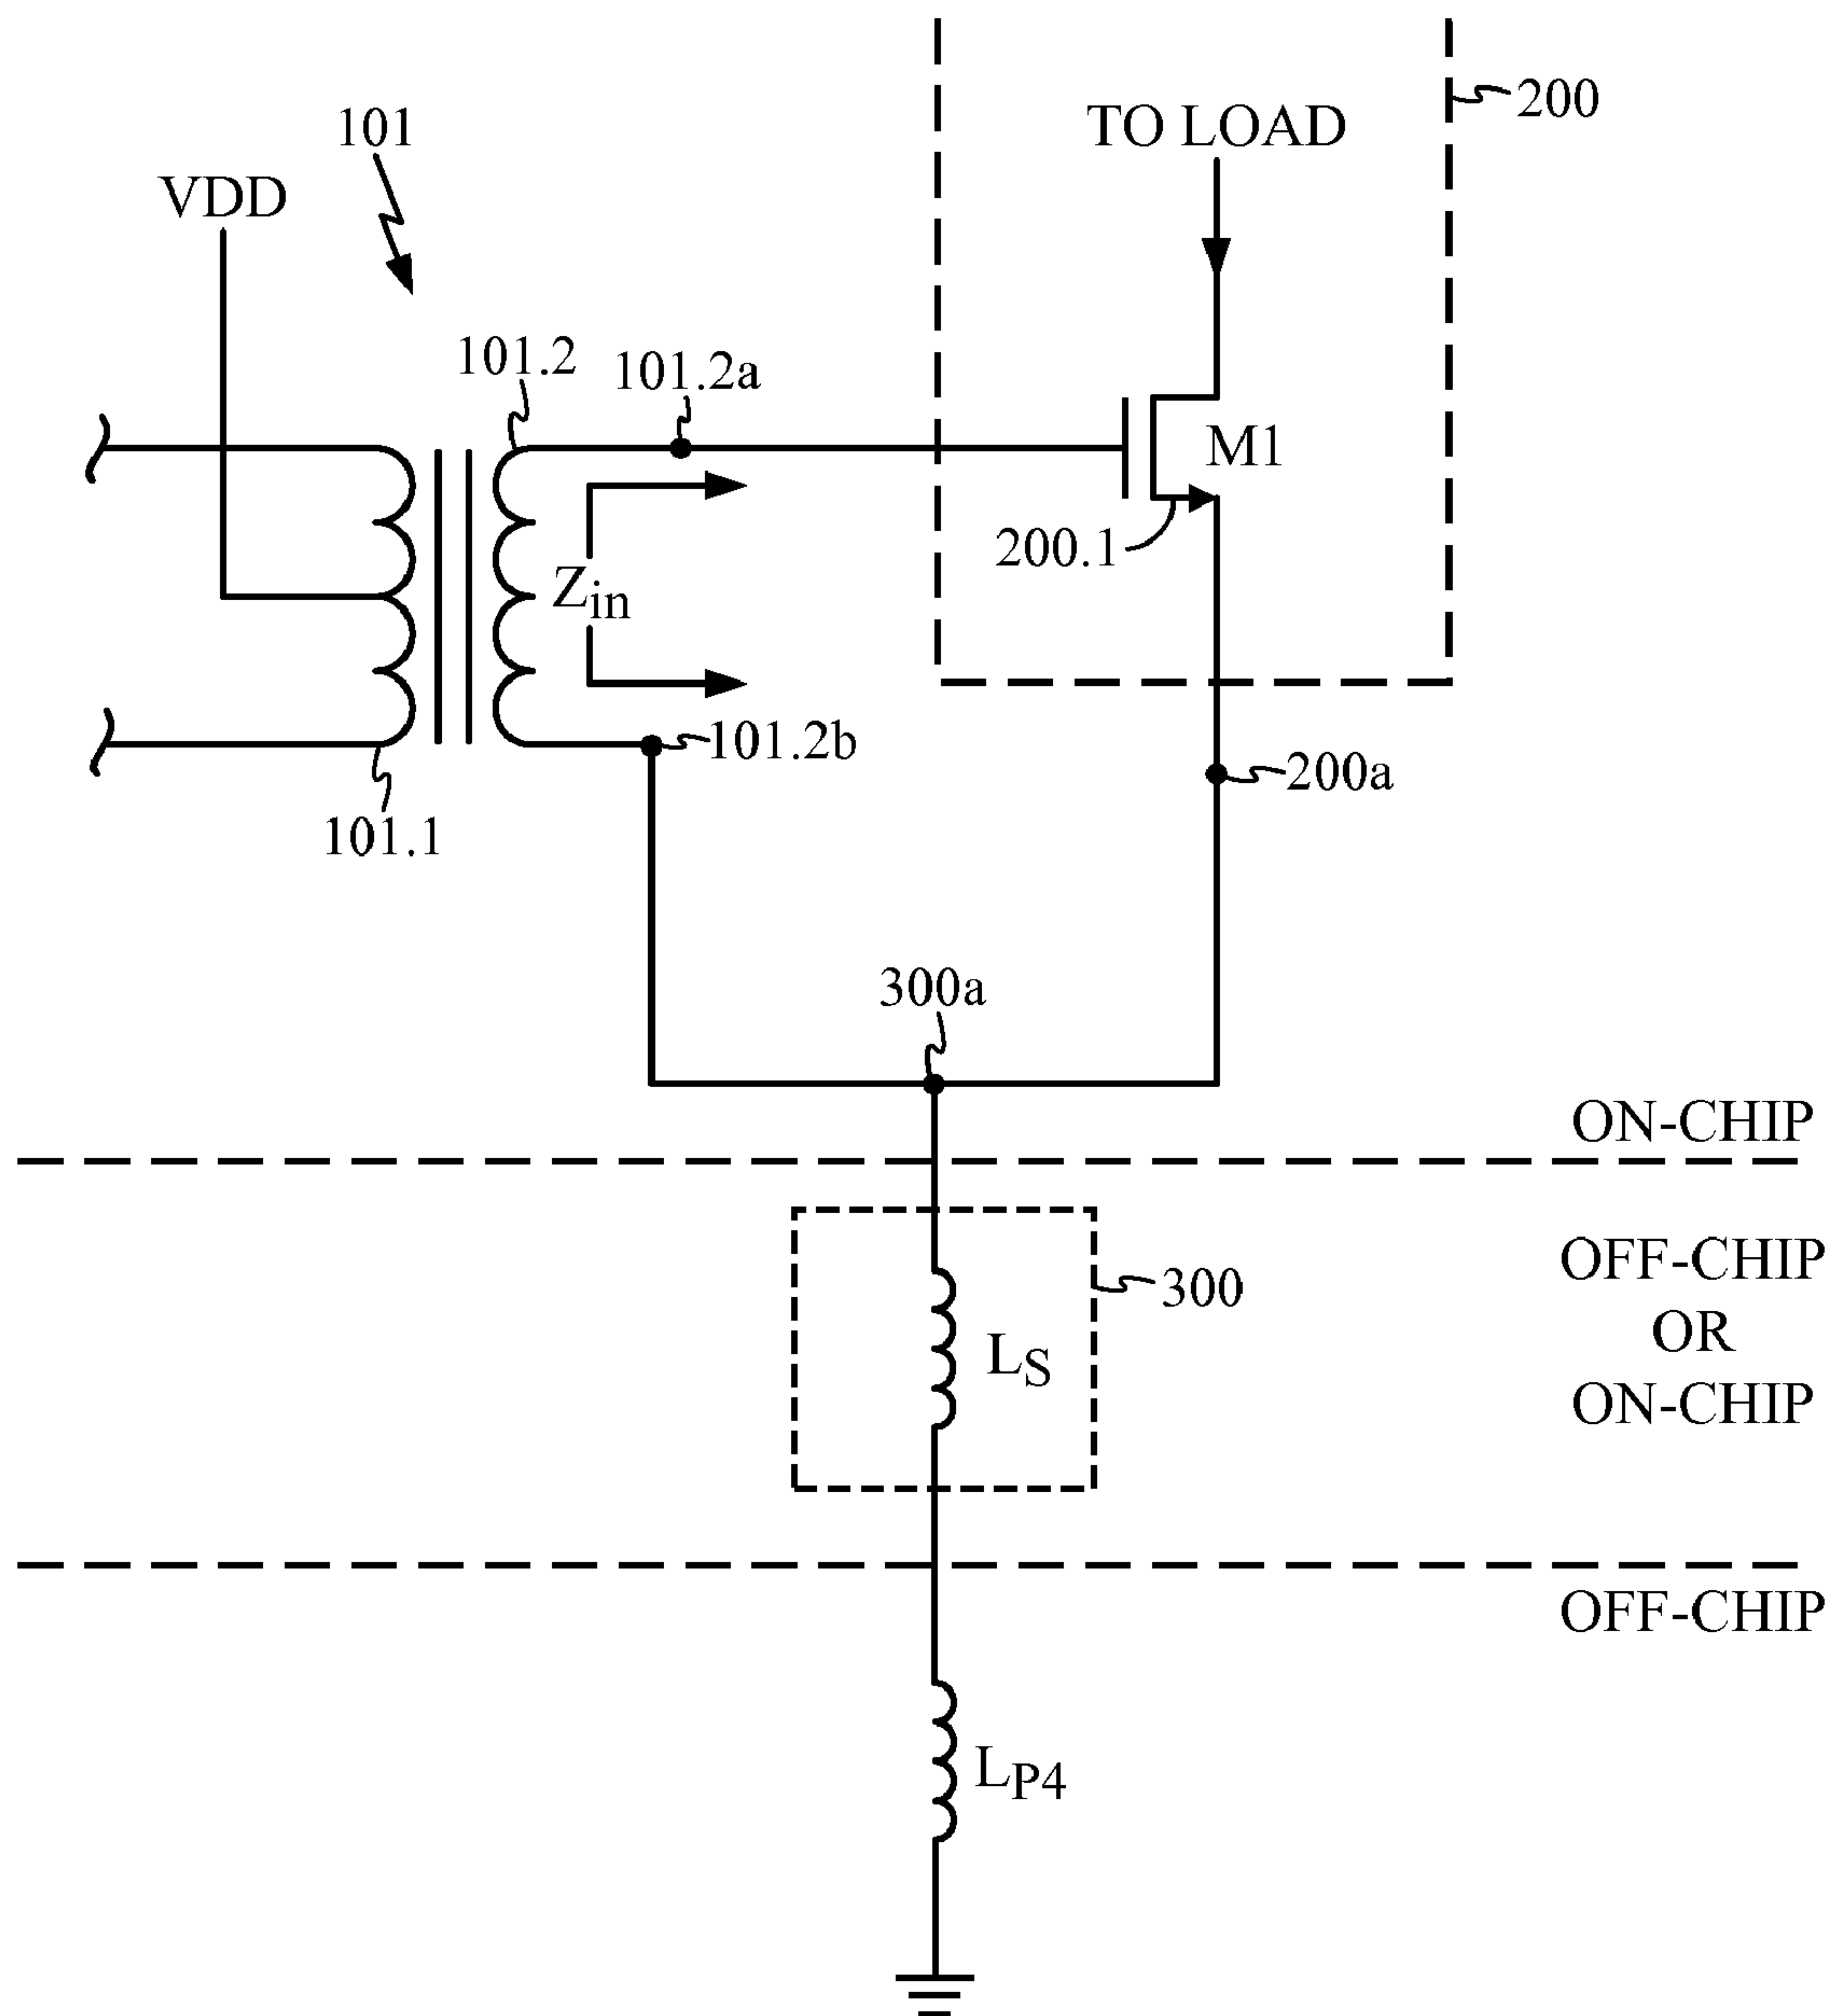 200
TO LOAD
101
VDD
101.2
101.2a
M1
200.1
Zin
101.2b
200a
101.1
300a
ON-CHIP
OFF-CHIP
OR
ON-CHIP
300
LS
OFF-CHIP
LP4